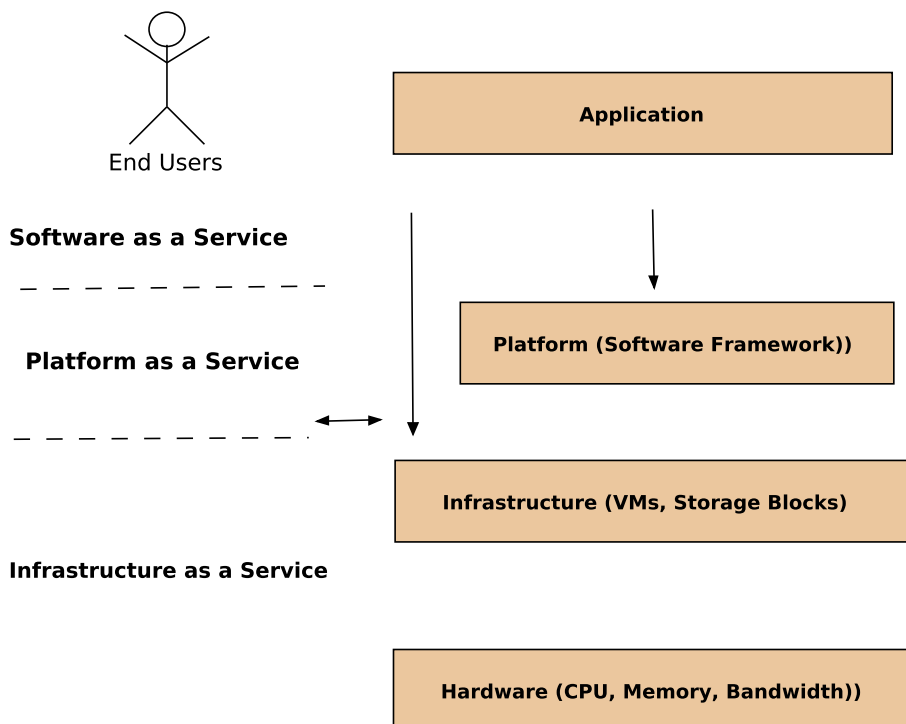 Application
End Users
Software as a Service
Platform (Software Framework))
Platform as a Service
Infrastructure (VMs, Storage Blocks)
Infrastructure as a Service
Hardware (CPU, Memory, Bandwidth))